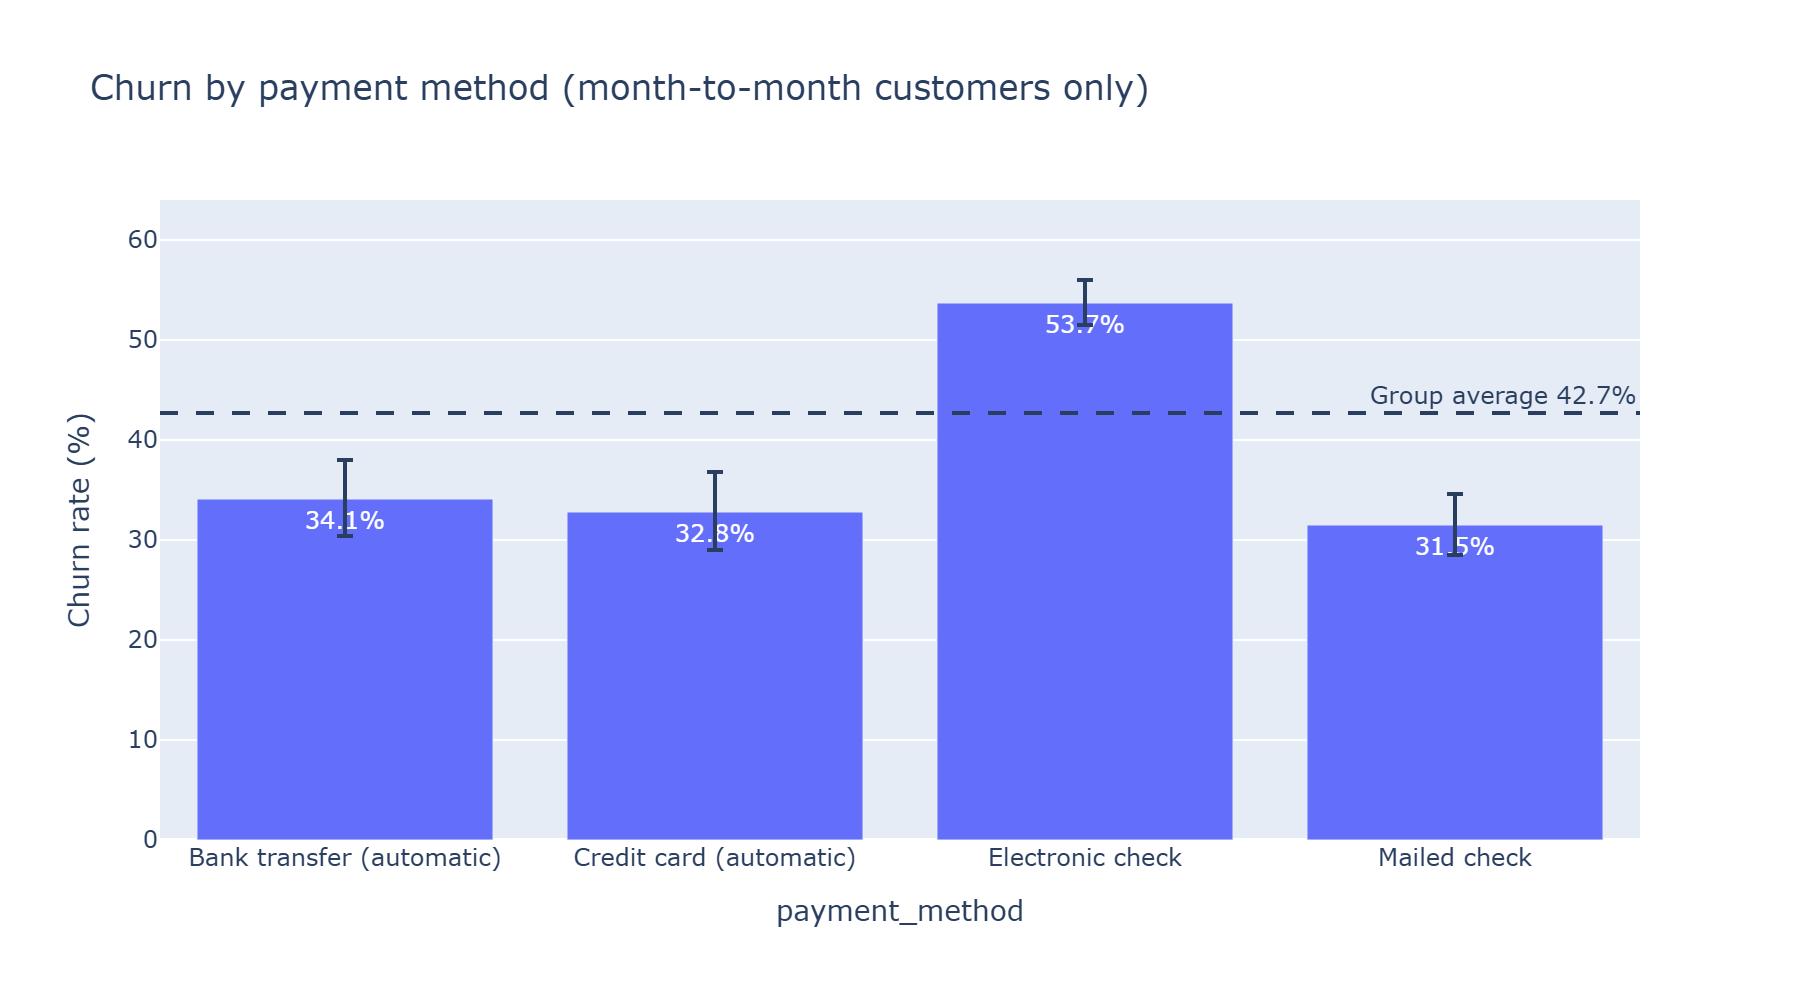 Churn by payment method (month-to-month customers only)
60
50
40
30
20
10
0
Churn rate (%)
53.7%
Group average 42.7%
34.1%
32.8%
31.5%
Bank transfer (automatic)
Credit card (automatic)
Electronic check
Mailed check
payment_method